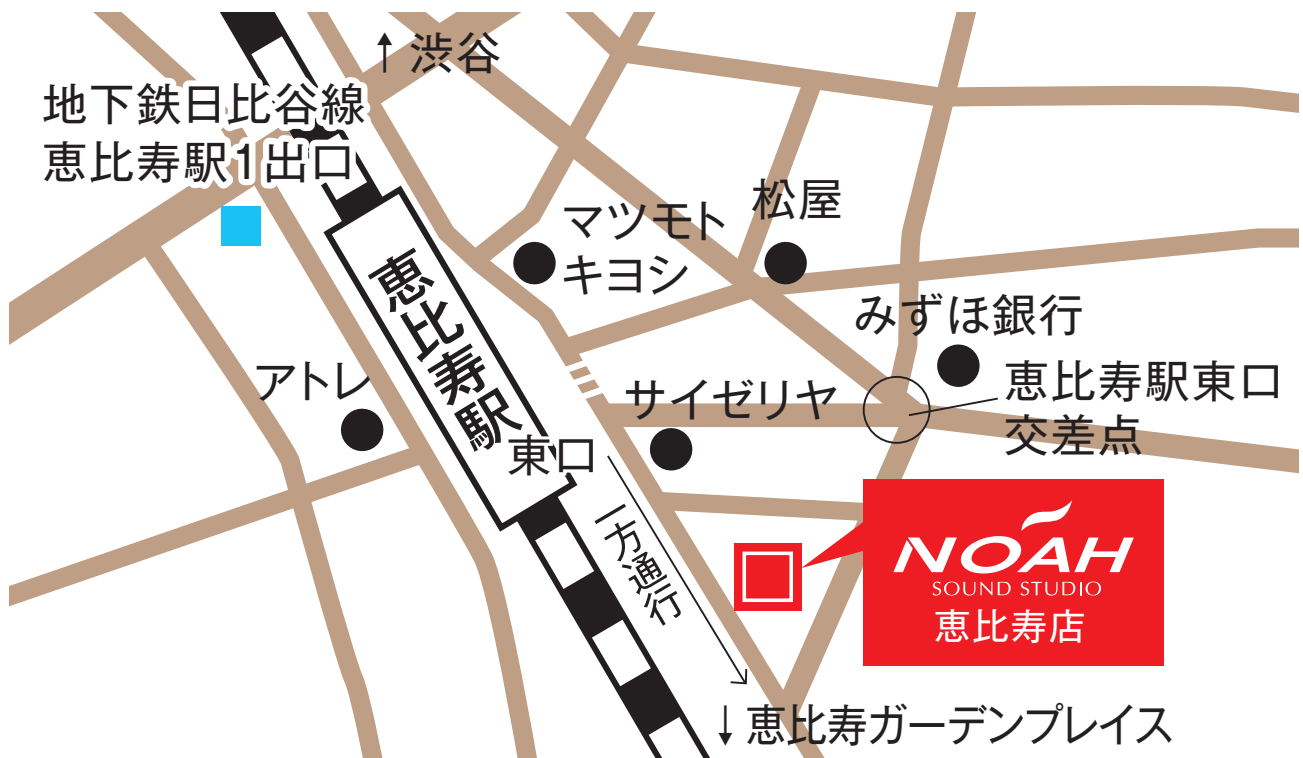 ↑渋谷
地下鉄日比谷線
恵比寿駅1出口
マツモト
キヨシ
松屋
恵比寿駅
みずほ銀行
アトレ
サイゼリヤ
恵比寿駅東口
交差点
東口
一方通行
NOAH
SOUND STUDIO
恵比寿店
↓恵比寿ガーデンプレイス